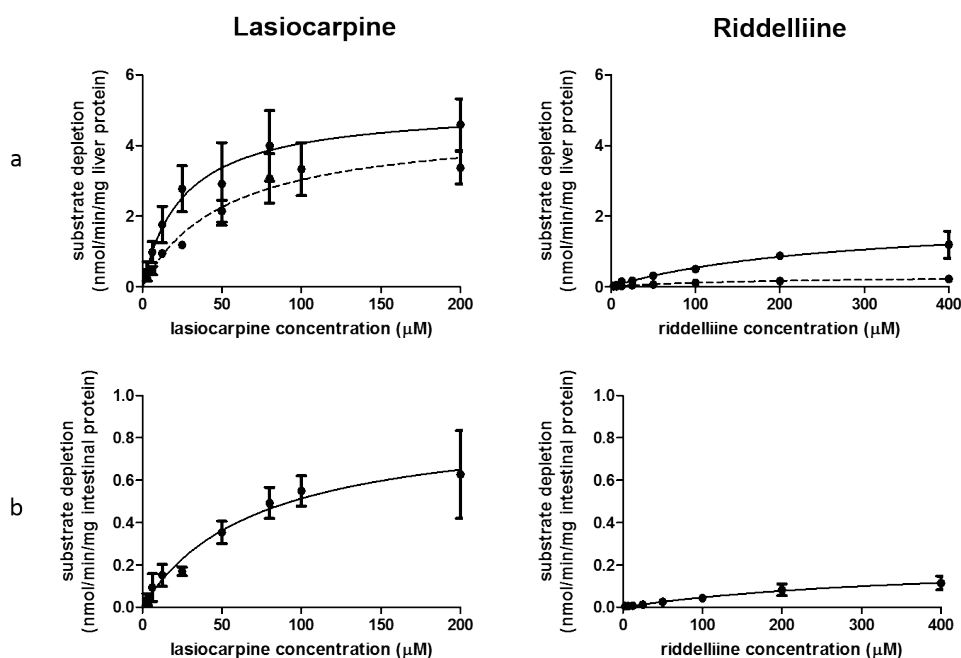 Lasiocarpine
Riddelliine
a
substrate depletion
(nmol/min/mg liver protein)
6
4
2
0
0
50
100
150
200
lasiocarpine concentration (μM)
substrate depletion
(nmol/min/mg liver protein)
6
4
2
0
0
100
200
300
400
riddelliine concentration (μM)
b
substrate depletion
(nmol/min/mg intestinal protein)
1.0
0.8
0.6
0.4
0.2
0.0
0
50
100
150
200
lasiocarpine concentration (μM)
substrate depletion
(nmol/min/mg intestinal protein)
1.0
0.8
0.6
0.4
0.2
0.0
0
100
200
300
400
riddelliine concentration (μM)